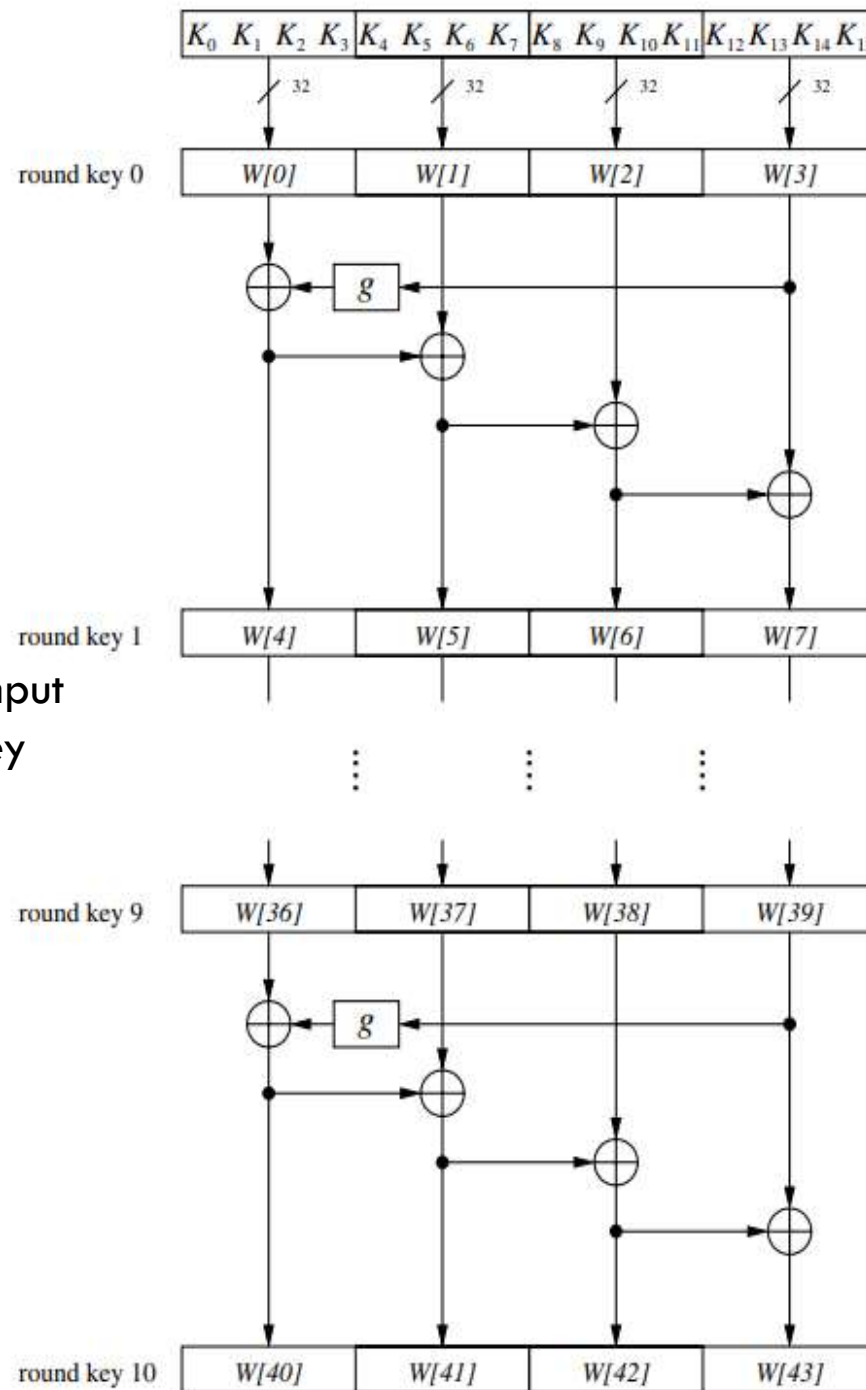 K₀ K₁ K₂ K₃ K₄ K₅ K₆ K₇ K₈ K₉ K₁₀ K₁₁ K₁₂ K₁₃ K₁₄
32 32 32 32
round key 0 W[0] W[1] W[2] W[3]
g
round key 1 W[4] W[5] W[6] W[7]
round key 9 W[36] W[37] W[38] W[39]
g
round key 10 W[40] W[41] W[42] W[43]